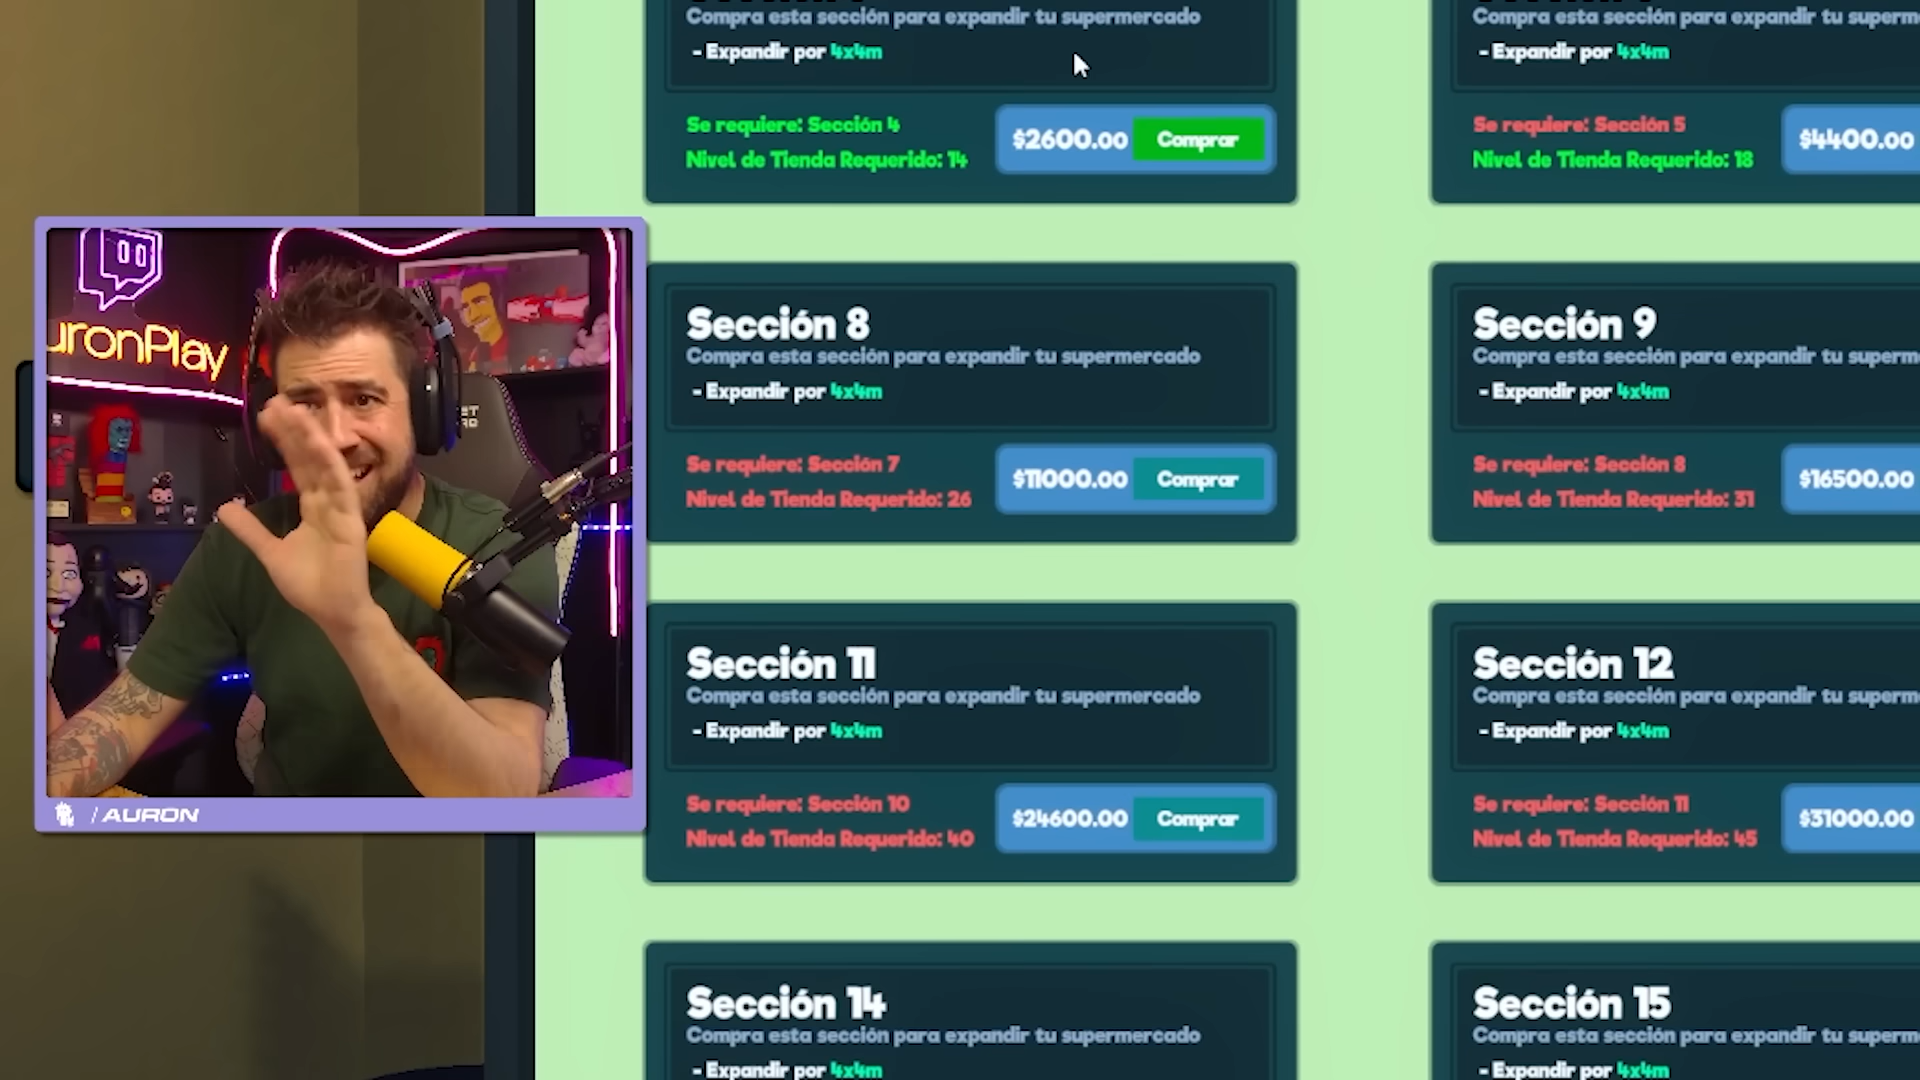 Compra esta sección para expandir tu supermercado
- Expandir por 4x4m
Se requiere: Sección 4
Nivel de Tienda Requerido: 14
$2600.00 Comprar
Compra esta sección para expandir tu
- Expandir por 4x4m
Se requiere: Sección 5
Nivel de Tienda Requerido: 18
$4400.00
Sección 8
Compra esta sección para expandir tu supermercado
- Expandir por 4x4m
Se requiere: Sección 7
Nivel de Tienda Requerido: 26
$11000.00 Comprar
Sección 9
Compra esta sección para expandir tu
- Expandir por 4x4m
Se requiere: Sección 8
Nivel de Tienda Requerido: 31
$16500.00
uronPlay
/AURON
Sección 11
Compra esta sección para expandir tu supermercado
- Expandir por 4x4m
Se requiere: Sección 10
Nivel de Tienda Requerido: 40
$24600.00 Comprar
Sección 12
Compra esta sección para expandir tu
- Expandir por 4x4m
Se requiere: Sección 11
Nivel de Tienda Requerido: 45
$31000.00
Sección 14
Compra esta sección para expandir tu supermercado
- Expandir por 4x4m
Sección 15
Compra esta sección para expandir tu
- Expandir por 4x4m